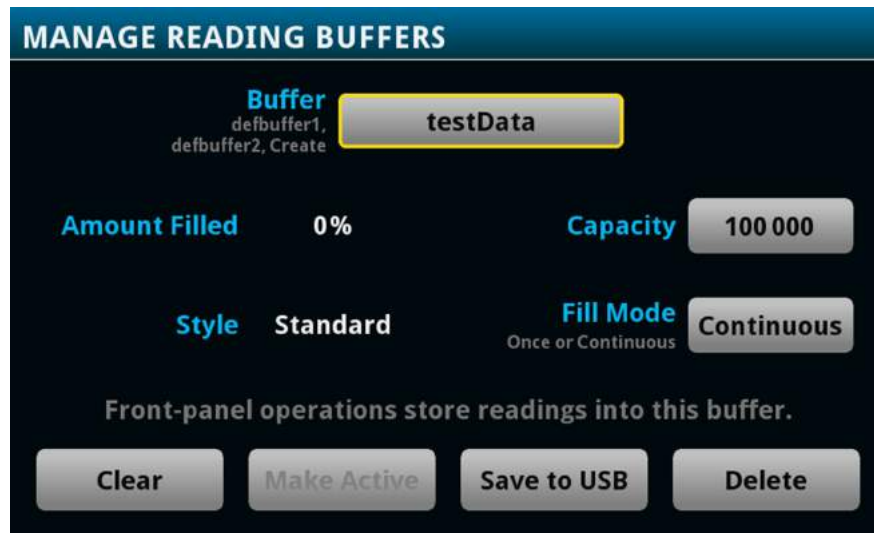 MANAGE READING BUFFERS
Buffer
defbuffer1,
defbuffer2, Create
testData
Amount Filled 0% Capacity 100 000
Style Standard Fill Mode
Once or Continuous
Continuous
Front-panel operations store readings into this buffer.
Clear Make Active Save to USB Delete